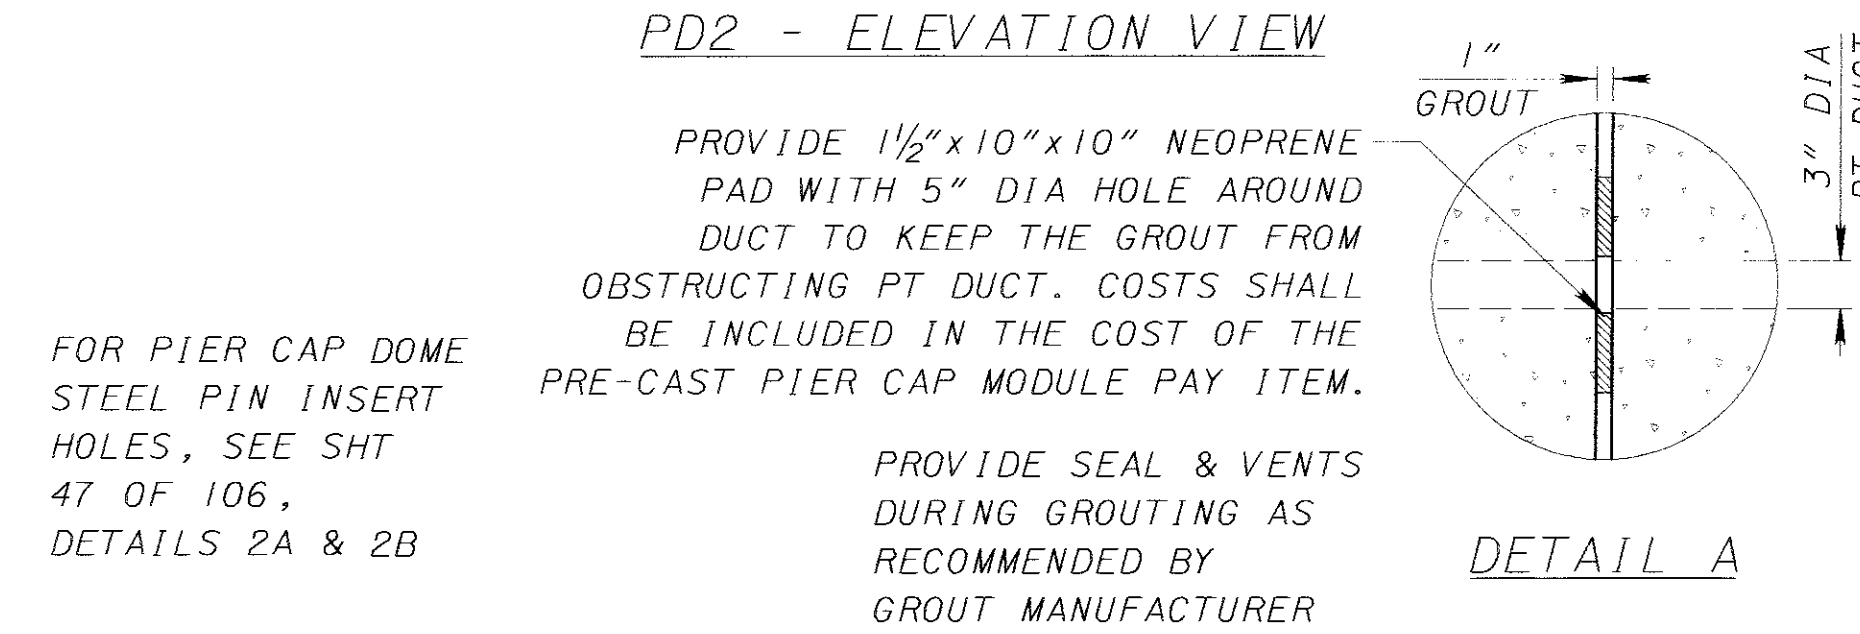 PD2 - ELEVATION VIEW
1"
GROUT
3" DIA
PROVIDE 1½"x10"x10" NEOPRENE
PAD WITH 5" DIA HOLE AROUND
DUCT TO KEEP THE GROUT FROM
OBSTRUCTING PT DUCT. COSTS SHALL
BE INCLUDED IN THE COST OF THE
PRE-CAST PIER CAP MODULE PAY ITEM.
FOR PIER CAP DOME
STEEL PIN INSERT
HOLES, SEE SHT
47 OF 106,
DETAILS 2A & 2B
PROVIDE SEAL & VENTS
DURING GROUTING AS
RECOMMENDED BY
GROUT MANUFACTURER
DETAIL A